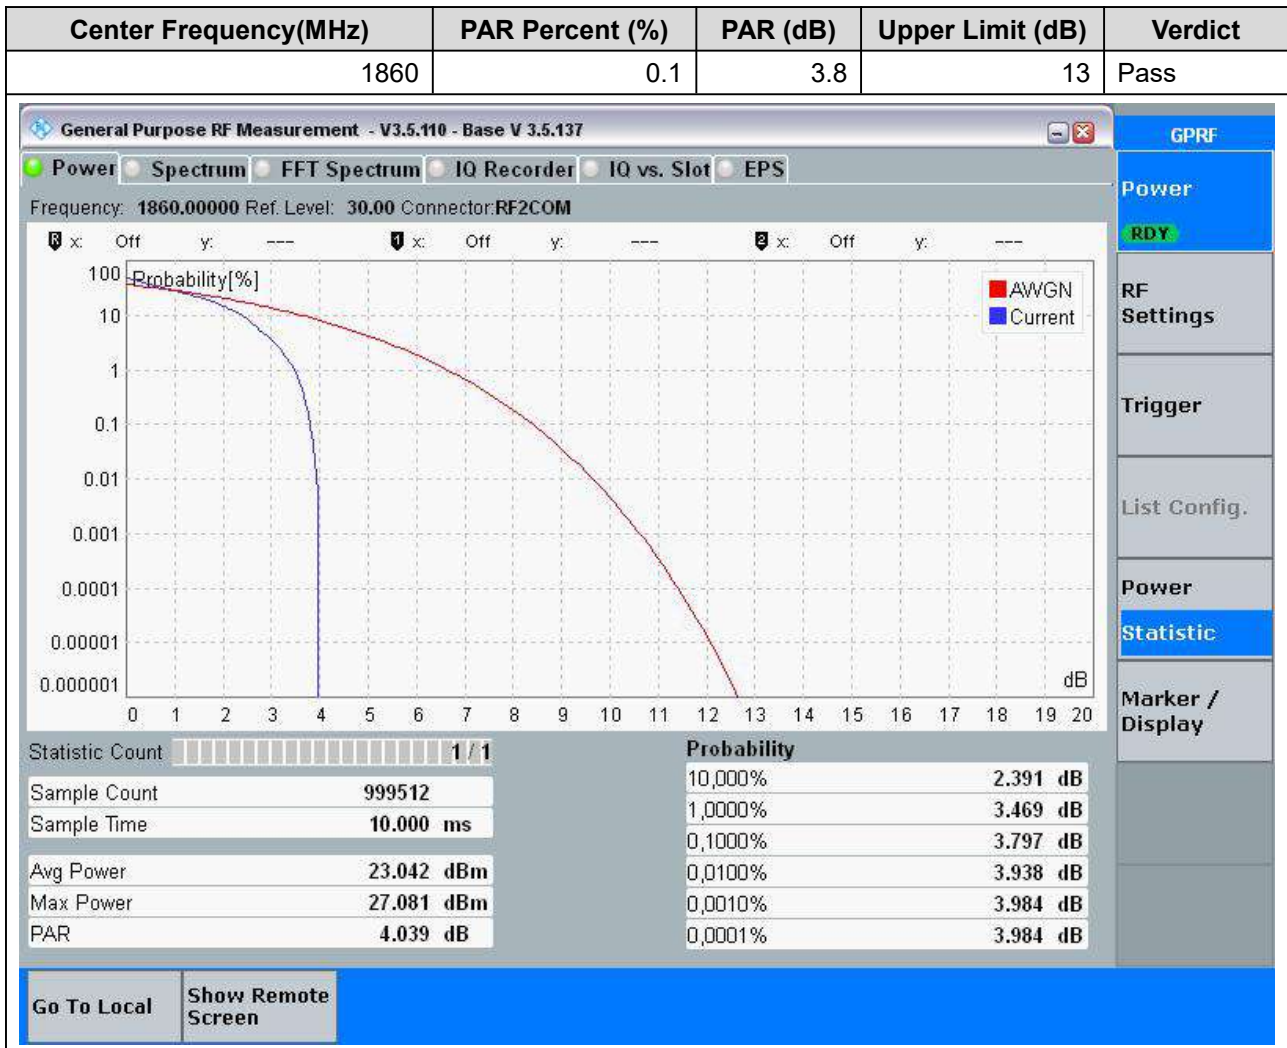 Center Frequency(MHz) PAR Percent (%) PAR (dB) Upper Limit (dB) Verdict
1860 0.1 3.8 13 Pass
General Purpose RF Measurement - V3.5.110 - Base V 3.5.137
GPRF
Power Spectrum FFT Spectrum IQ Recorder IQ vs. Slot EPS
Frequency: 1860.00000 Ref. Level: 30.00 Connector:RF2COM
R x: Off y: --- 1 x: Off y: --- 2 x: Off y: ---
Probability[%]
100
10
1
0.1
0.01
0.001
0.0001
0.00001
0.000001
AWGN
Current
dB
0 1 2 3 4 5 6 7 8 9 10 11 12 13 14 15 16 17 18 19 20
Statistic Count 1 / 1
Sample Count 999512
Sample Time 10.000 ms
Avg Power 23.042 dBm
Max Power 27.081 dBm
PAR 4.039 dB
Probability
10,000% 2.391 dB
1,0000% 3.469 dB
0,1000% 3.797 dB
0,0100% 3.938 dB
0,0010% 3.984 dB
0,0001% 3.984 dB
Power
RDY
RF
Settings
Trigger
List Config.
Power
Statistic
Marker /
Display
Go To Local
Show Remote
Screen